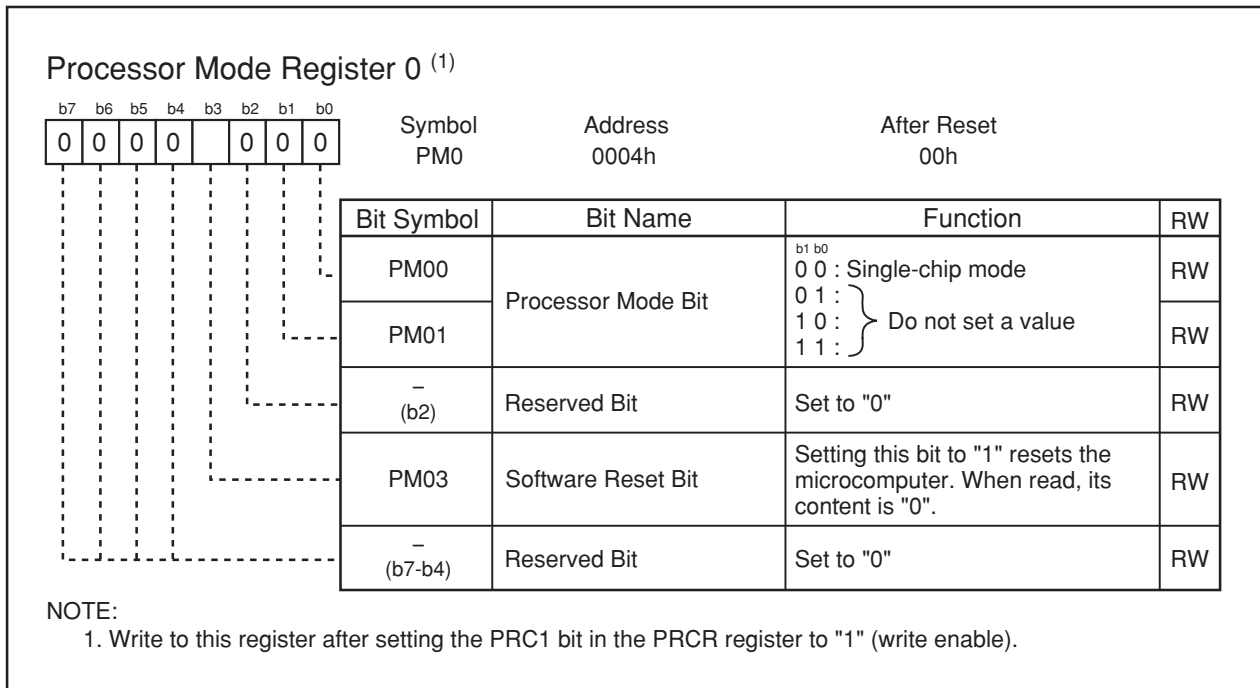 Processor Mode Register 0 (1)
b7 b6 b5 b4 b3 b2 b1 b0
0 0 0 0 0 0 0
Symbol Address After Reset
PM0 0004h 00h
Bit Symbol Bit Name Function RW
PM00 Processor Mode Bit RW
b1 b0
0 0 : Single-chip mode
0 1 :
1 0 : Do not set a value
1 1 :
PM01 RW
–
(b2) Reserved Bit Set to "0" RW
PM03 Software Reset Bit RW
Setting this bit to "1" resets the
microcomputer. When read, its
content is "0".
–
(b7-b4) Reserved Bit Set to "0" RW
NOTE:
1. Write to this register after setting the PRC1 bit in the PRCR register to "1" (write enable).